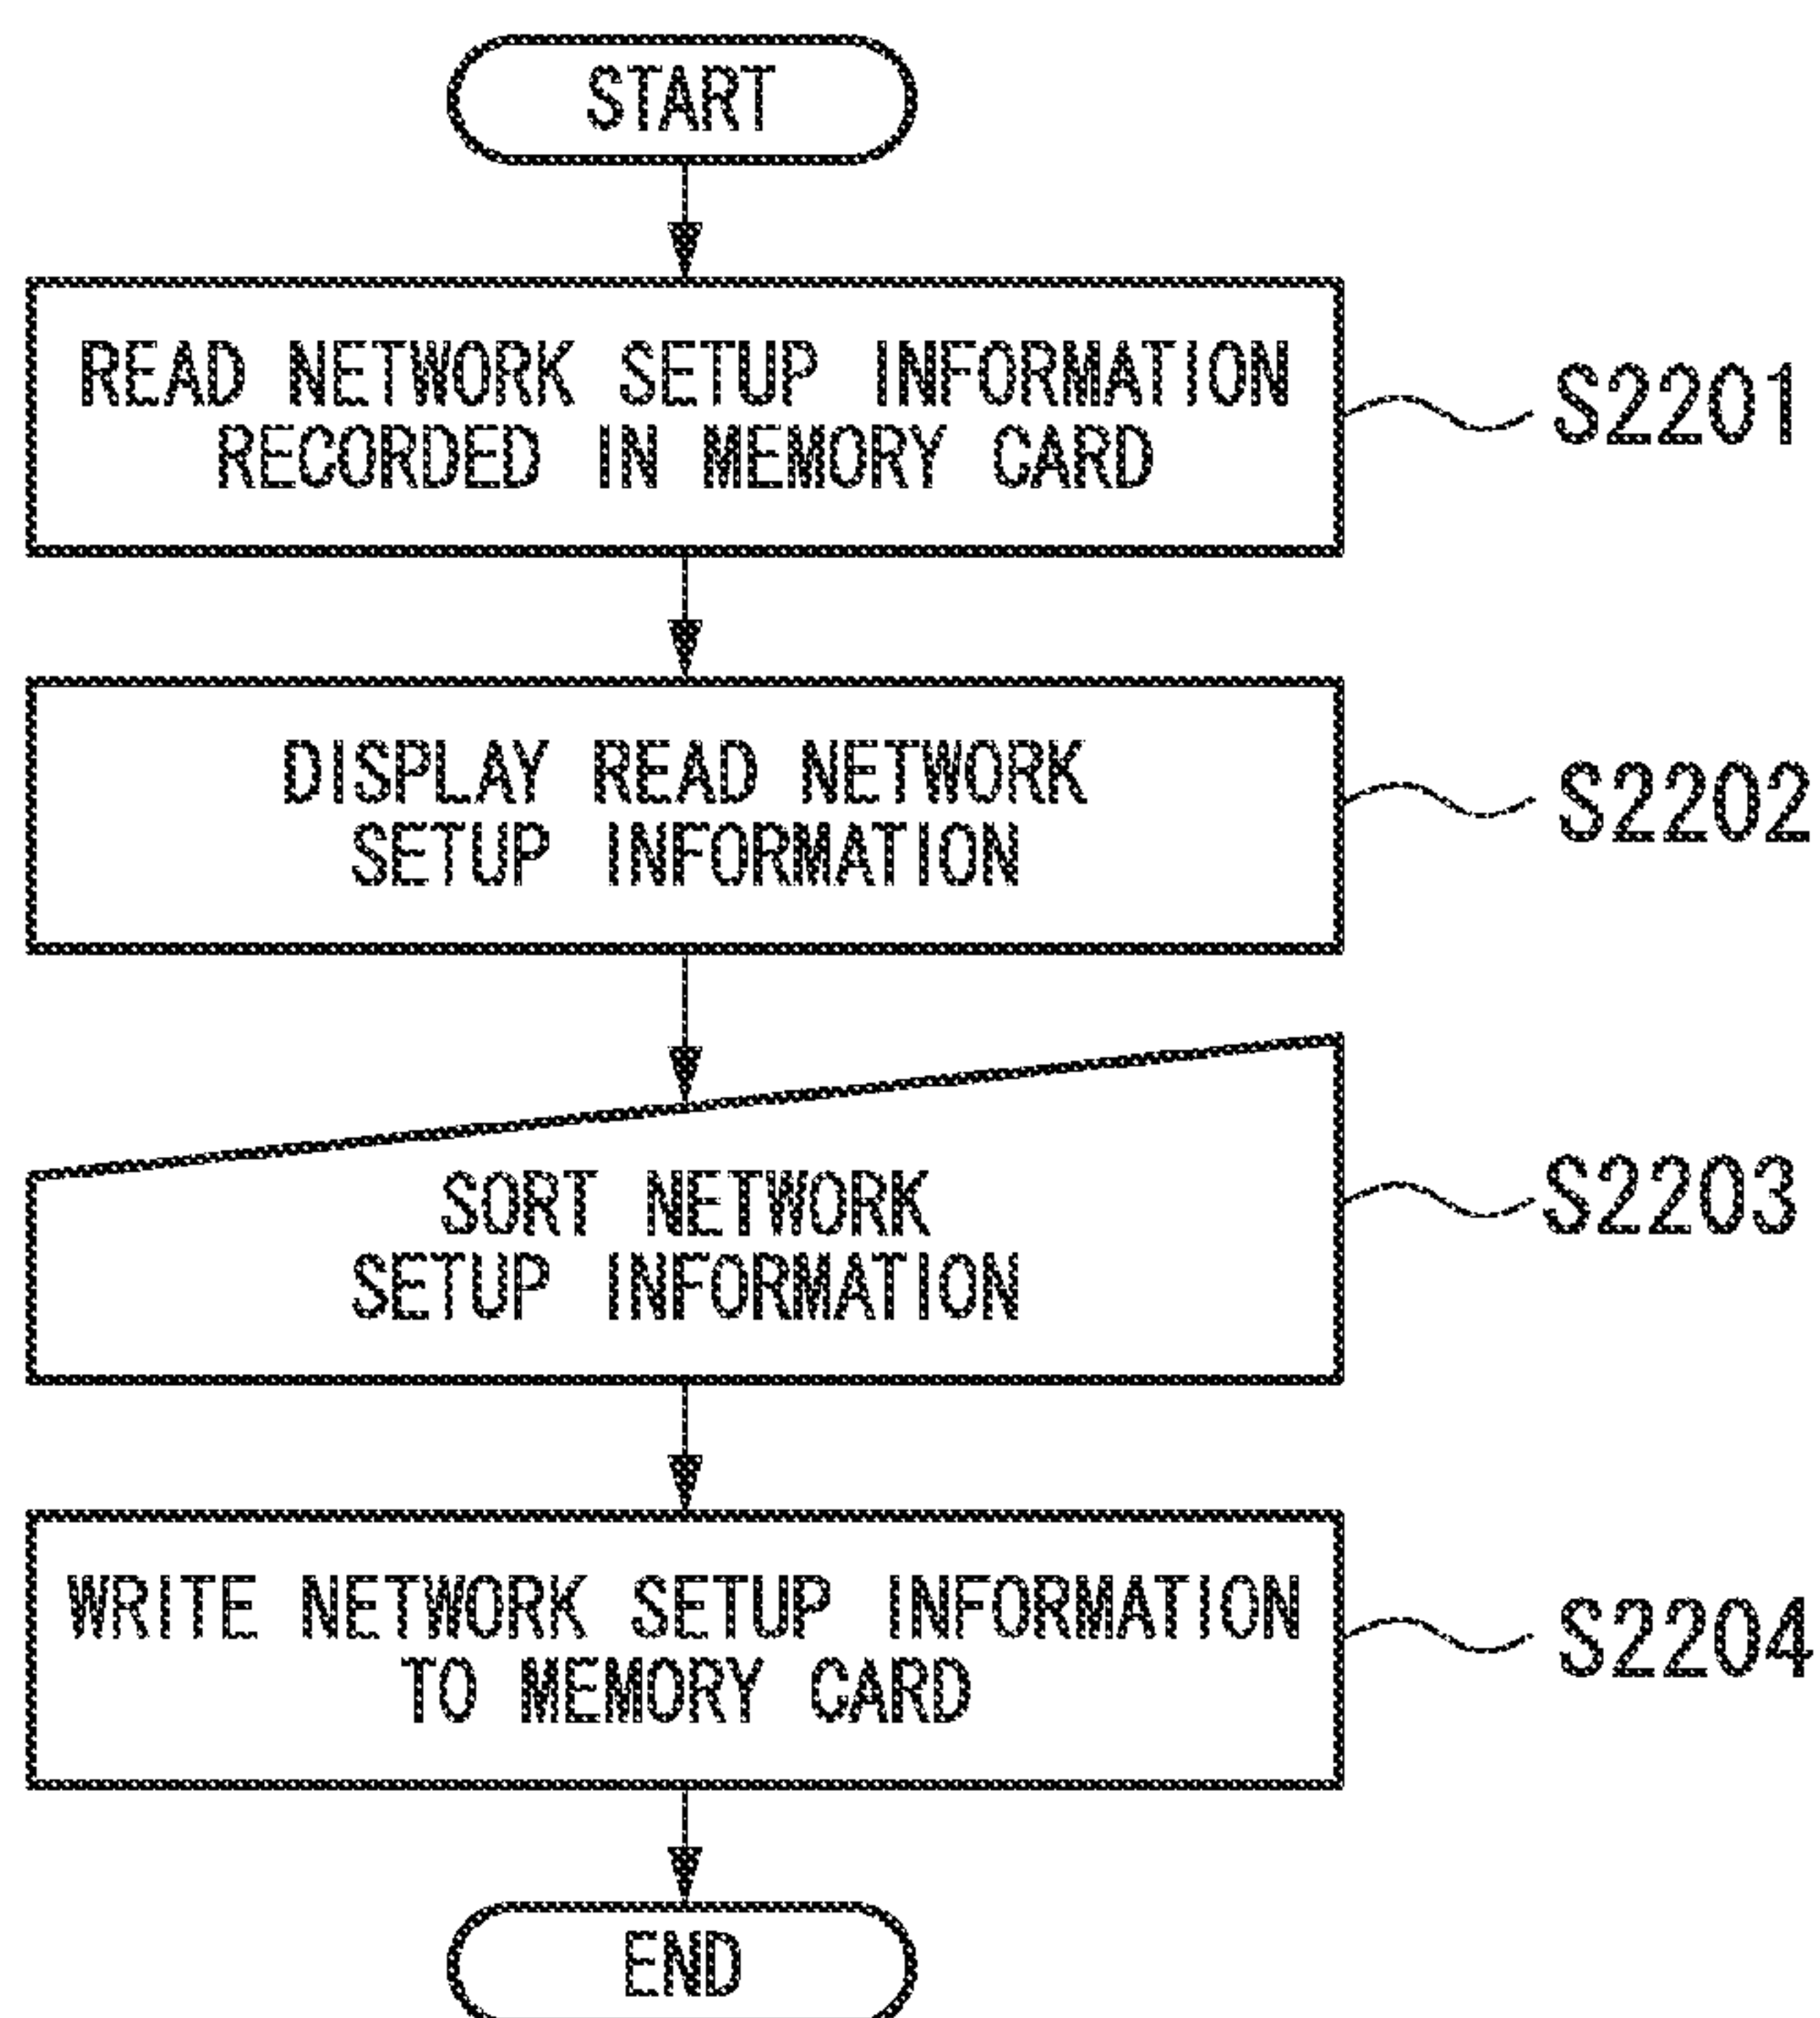 START
READ NETWORK SETUP INFORMATION
RECORDED IN MEMORY CARD
S2201
DISPLAY READ NETWORK
SETUP INFORMATION
S2202
SORT NETWORK
SETUP INFORMATION
S2203
WRITE NETWORK SETUP INFORMATION
TO MEMORY CARD
S2204
END